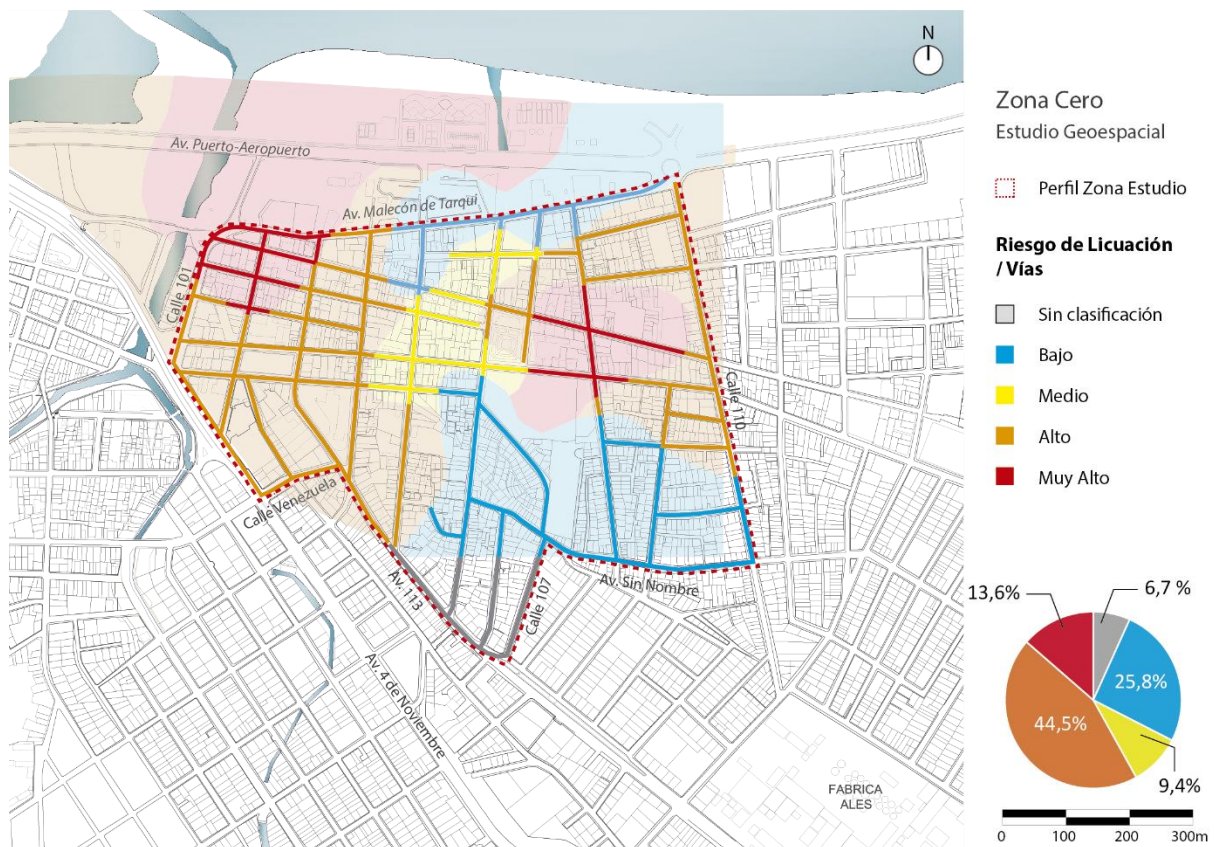 N
Av. Puerto-Aeropuerto
Av. Malecón de Tarqui
Calle 101
Calle 110
Calle Venezuela
Av. 113
Calle 107
Av. Sin Nombre
Av. 4 de Noviembre
FABRICA
ALES
Zona Cero
Estudio Geoespacial
Perfil Zona Estudio
Riesgo de Licuación
/ Vías
Sin clasificación
Bajo
Medio
Alto
Muy Alto
13,6%
6,7 %
25,8%
44,5%
9,4%
0 100 200 300m